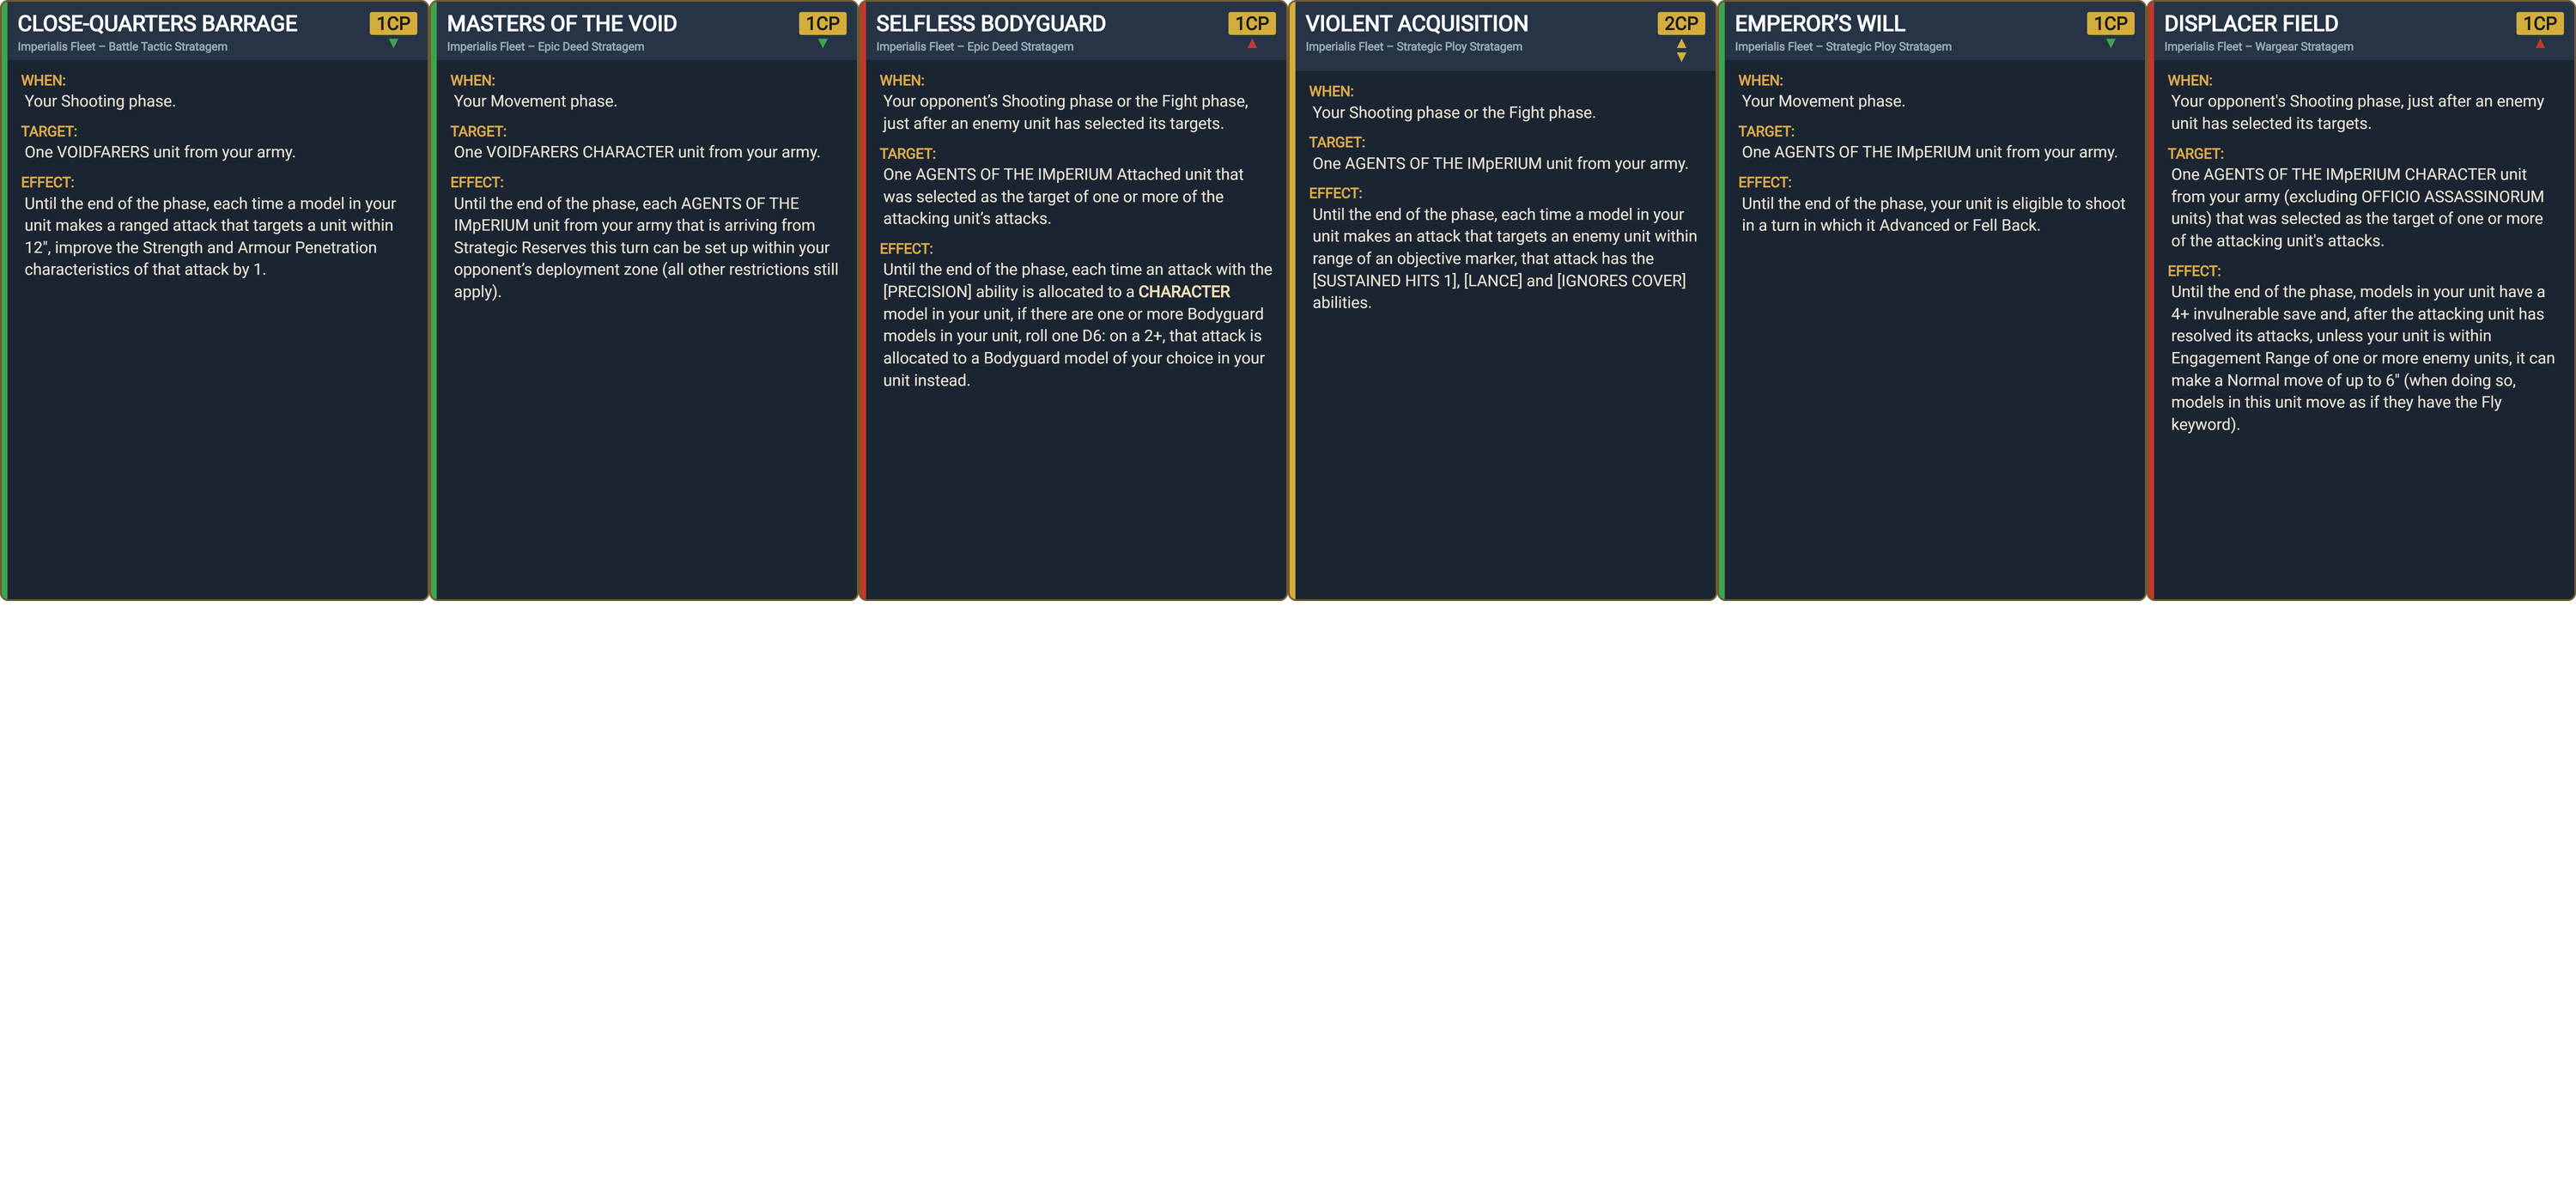 CLOSE-QUARTERS BARRAGE
1CP
Imperialis Fleet – Battle Tactic Stratagem
▼
WHEN:
Your Shooting phase.
TARGET:
One VOIDFARERS unit from your army.
EFFECT:
Until the end of the phase, each time a model in your
unit makes a ranged attack that targets a unit within
12", improve the Strength and Armour Penetration
characteristics of that attack by 1.
MASTERS OF THE VOID
1CP
Imperialis Fleet – Epic Deed Stratagem
▼
WHEN:
Your Movement phase.
TARGET:
One VOIDFARERS CHARACTER unit from your army.
EFFECT:
Until the end of the phase, each AGENTS OF THE
IMpERIUM unit from your army that is arriving from
Strategic Reserves this turn can be set up within your
opponent’s deployment zone (all other restrictions still
apply).
SELFLESS BODYGUARD
1CP
Imperialis Fleet – Epic Deed Stratagem
▲
WHEN:
Your opponent’s Shooting phase or the Fight phase,
just after an enemy unit has selected its targets.
TARGET:
One AGENTS OF THE IMpERIUM Attached unit that
was selected as the target of one or more of the
attacking unit’s attacks.
EFFECT:
Until the end of the phase, each time an attack with the
[PRECISION] ability is allocated to a CHARACTER
model in your unit, if there are one or more Bodyguard
models in your unit, roll one D6: on a 2+, that attack is
allocated to a Bodyguard model of your choice in your
unit instead.
VIOLENT ACQUISITION
2CP
Imperialis Fleet – Strategic Ploy Stratagem
▲
▼
WHEN:
Your Shooting phase or the Fight phase.
TARGET:
One AGENTS OF THE IMpERIUM unit from your army.
EFFECT:
Until the end of the phase, each time a model in your
unit makes an attack that targets an enemy unit within
range of an objective marker, that attack has the
[SUSTAINED HITS 1], [LANCE] and [IGNORES COVER]
abilities.
EMPEROR’S WILL
1CP
Imperialis Fleet – Strategic Ploy Stratagem
▼
WHEN:
Your Movement phase.
TARGET:
One AGENTS OF THE IMpERIUM unit from your army.
EFFECT:
Until the end of the phase, your unit is eligible to shoot
in a turn in which it Advanced or Fell Back.
DISPLACER FIELD
1CP
Imperialis Fleet – Wargear Stratagem
▲
WHEN:
Your opponent's Shooting phase, just after an enemy
unit has selected its targets.
TARGET:
One AGENTS OF THE IMpERIUM CHARACTER unit
from your army (excluding OFFICIO ASSASSINORUM
units) that was selected as the target of one or more
of the attacking unit's attacks.
EFFECT:
Until the end of the phase, models in your unit have a
4+ invulnerable save and, after the attacking unit has
resolved its attacks, unless your unit is within
Engagement Range of one or more enemy units, it can
make a Normal move of up to 6" (when doing so,
models in this unit move as if they have the Fly
keyword).